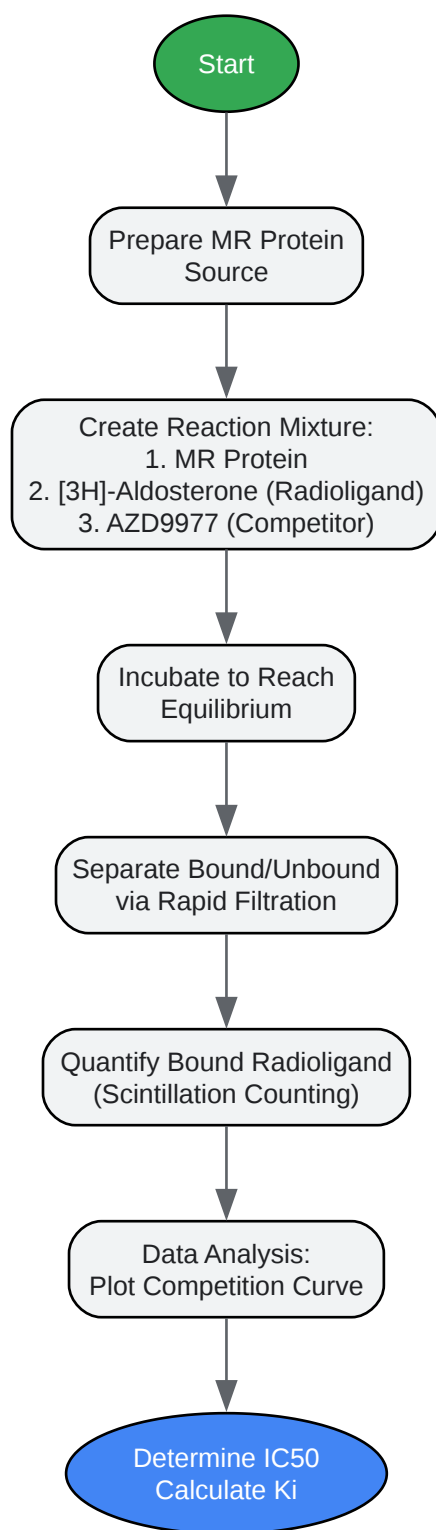 Start
Prepare MR Protein
Source
Create Reaction Mixture:
1. MR Protein
2. [3H]-Aldosterone (Radioligand)
3. AZD9977 (Competitor)
Incubate to Reach
Equilibrium
Separate Bound/Unbound
via Rapid Filtration
Quantify Bound Radioligand
(Scintillation Counting)
Data Analysis:
Plot Competition Curve
Determine IC50
Calculate Ki